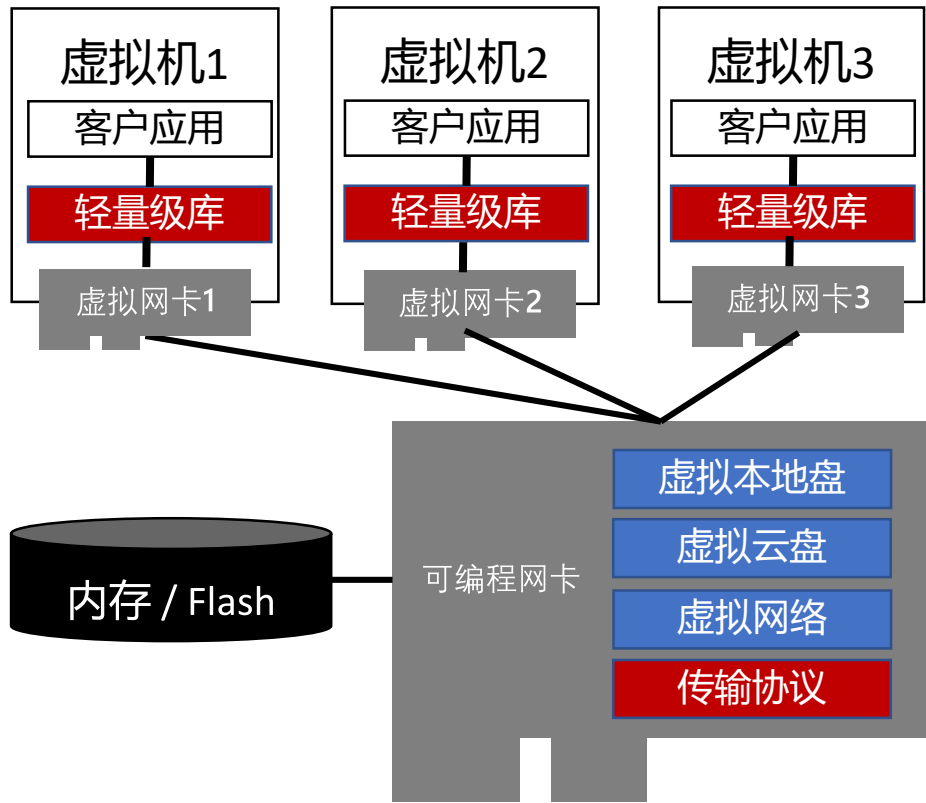 虚拟机1
客户应用
轻量级库
虚拟网卡1
虚拟机2
客户应用
轻量级库
虚拟网卡2
虚拟机3
客户应用
轻量级库
虚拟网卡3
内存 / Flash
可编程网卡
虚拟本地盘
虚拟云盘
虚拟网络
传输协议